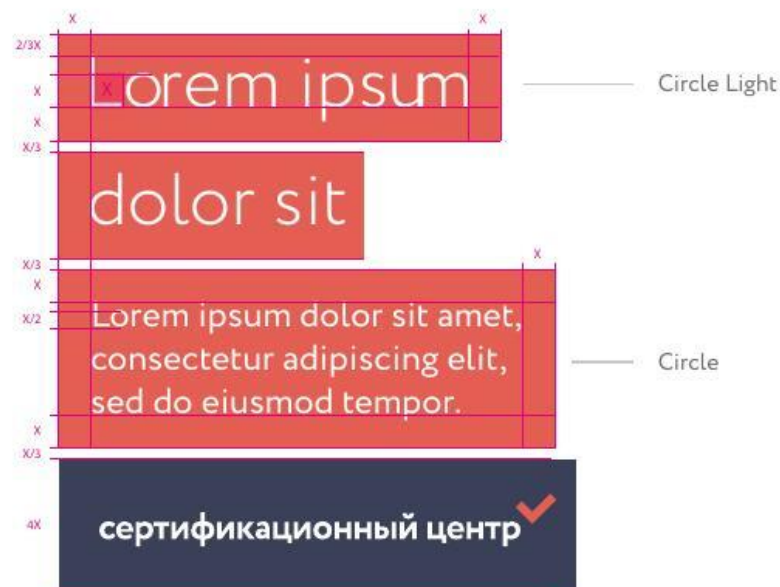 X X
2/3X
Lorem ipsum
Circle Light
X
X
X
X/3
dolor sit
X/3
X
X
X/2
Lorem ipsum dolor sit amet,
consectetur adipiscing elit,
Circle
sed do eiusmod tempor.
X
X/3
4X
сертификационный центр